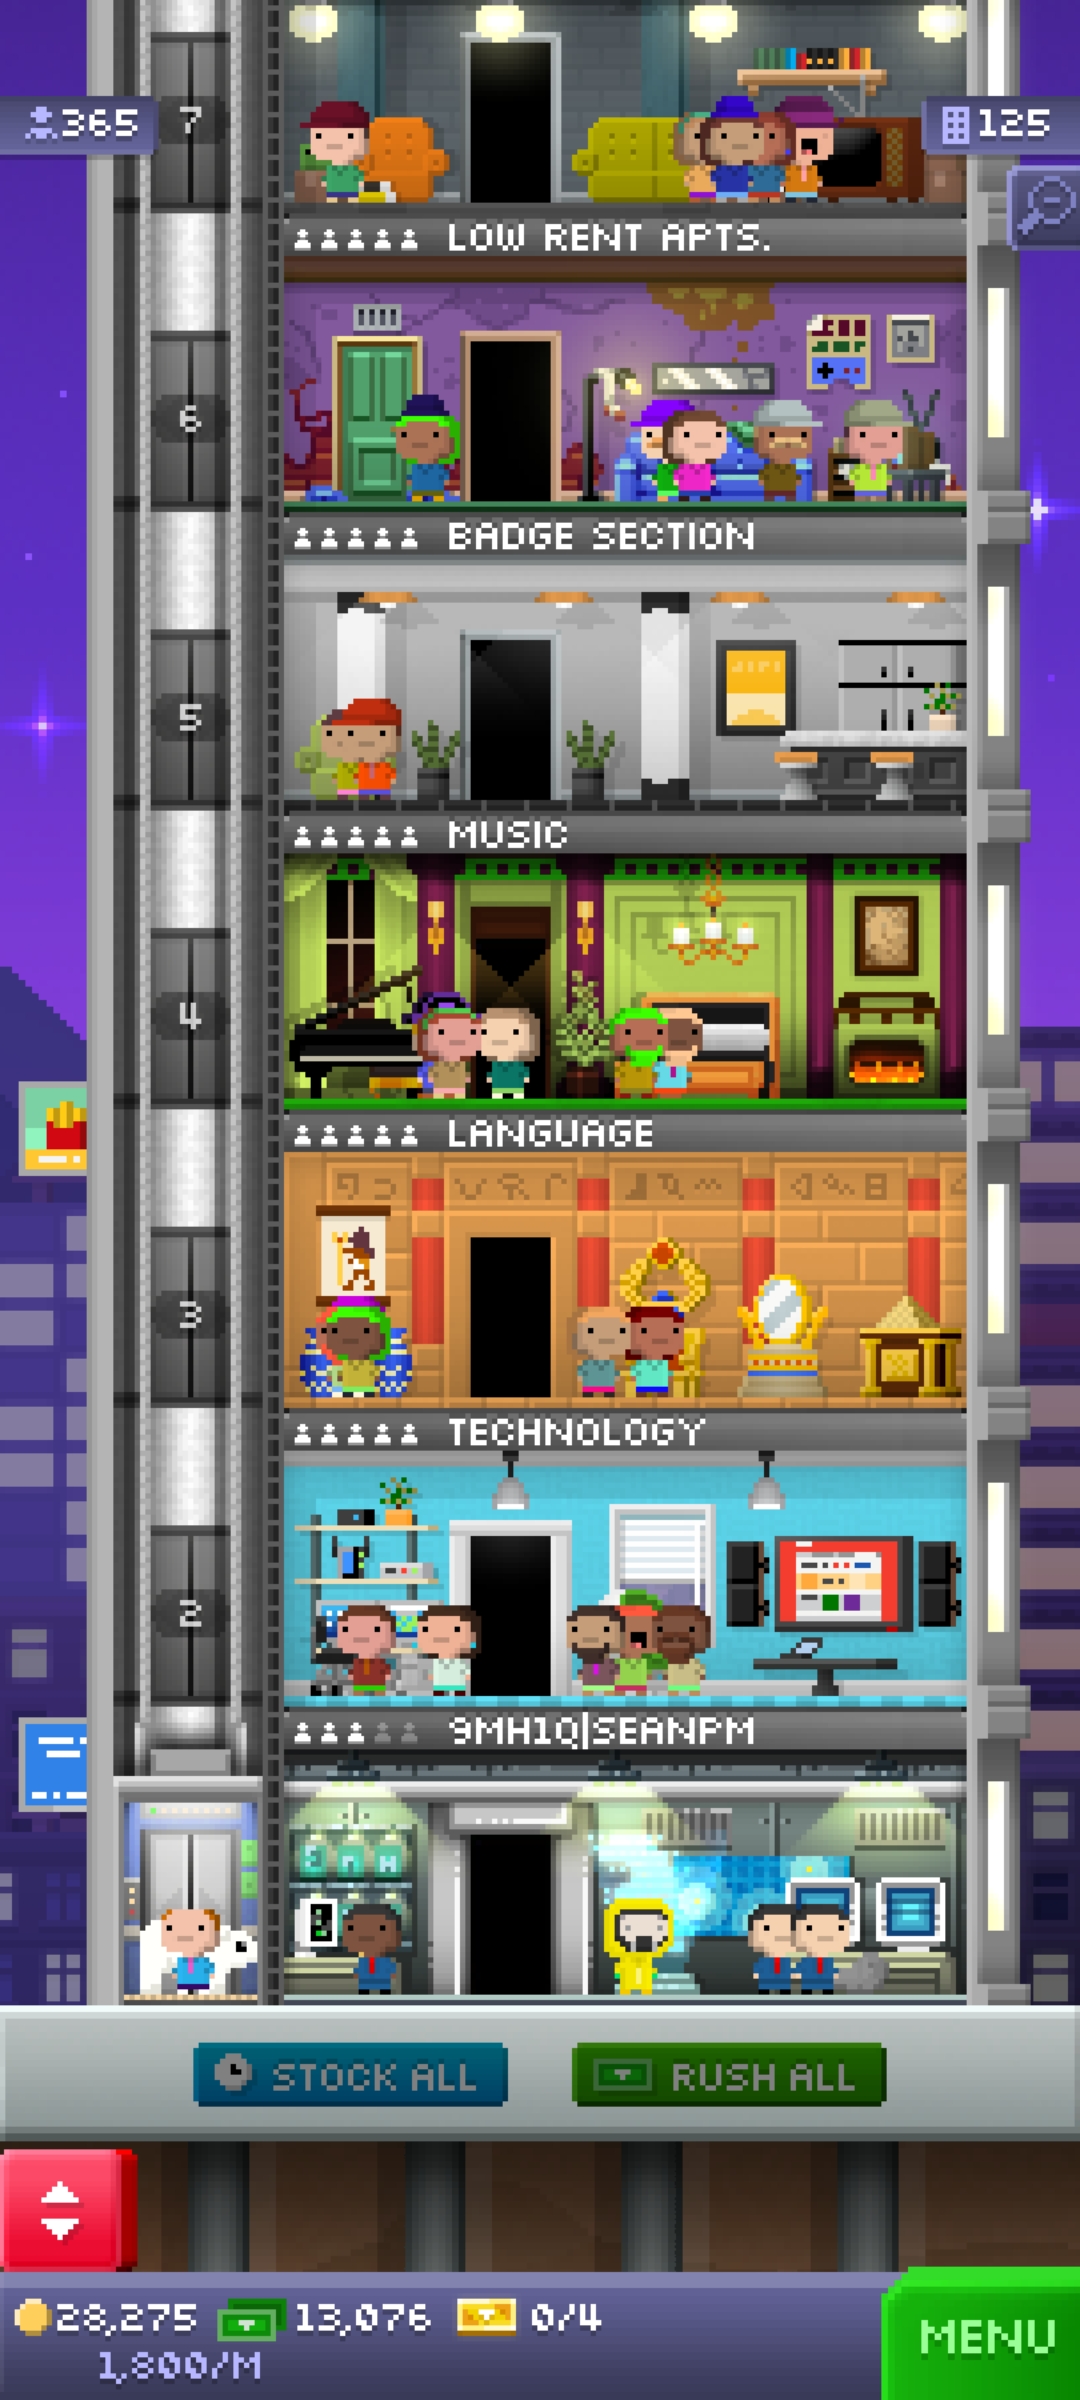 7
365
125
LOW RENT APTS.
6
BADGE SECTION
5
MUSIC
4
LANGUAGE
3
TECHNOLOGY
2
9MH1Q|SEANPM
STOCK ALL
RUSH ALL
28,275
13,076
0/4
1,800/M
MENU